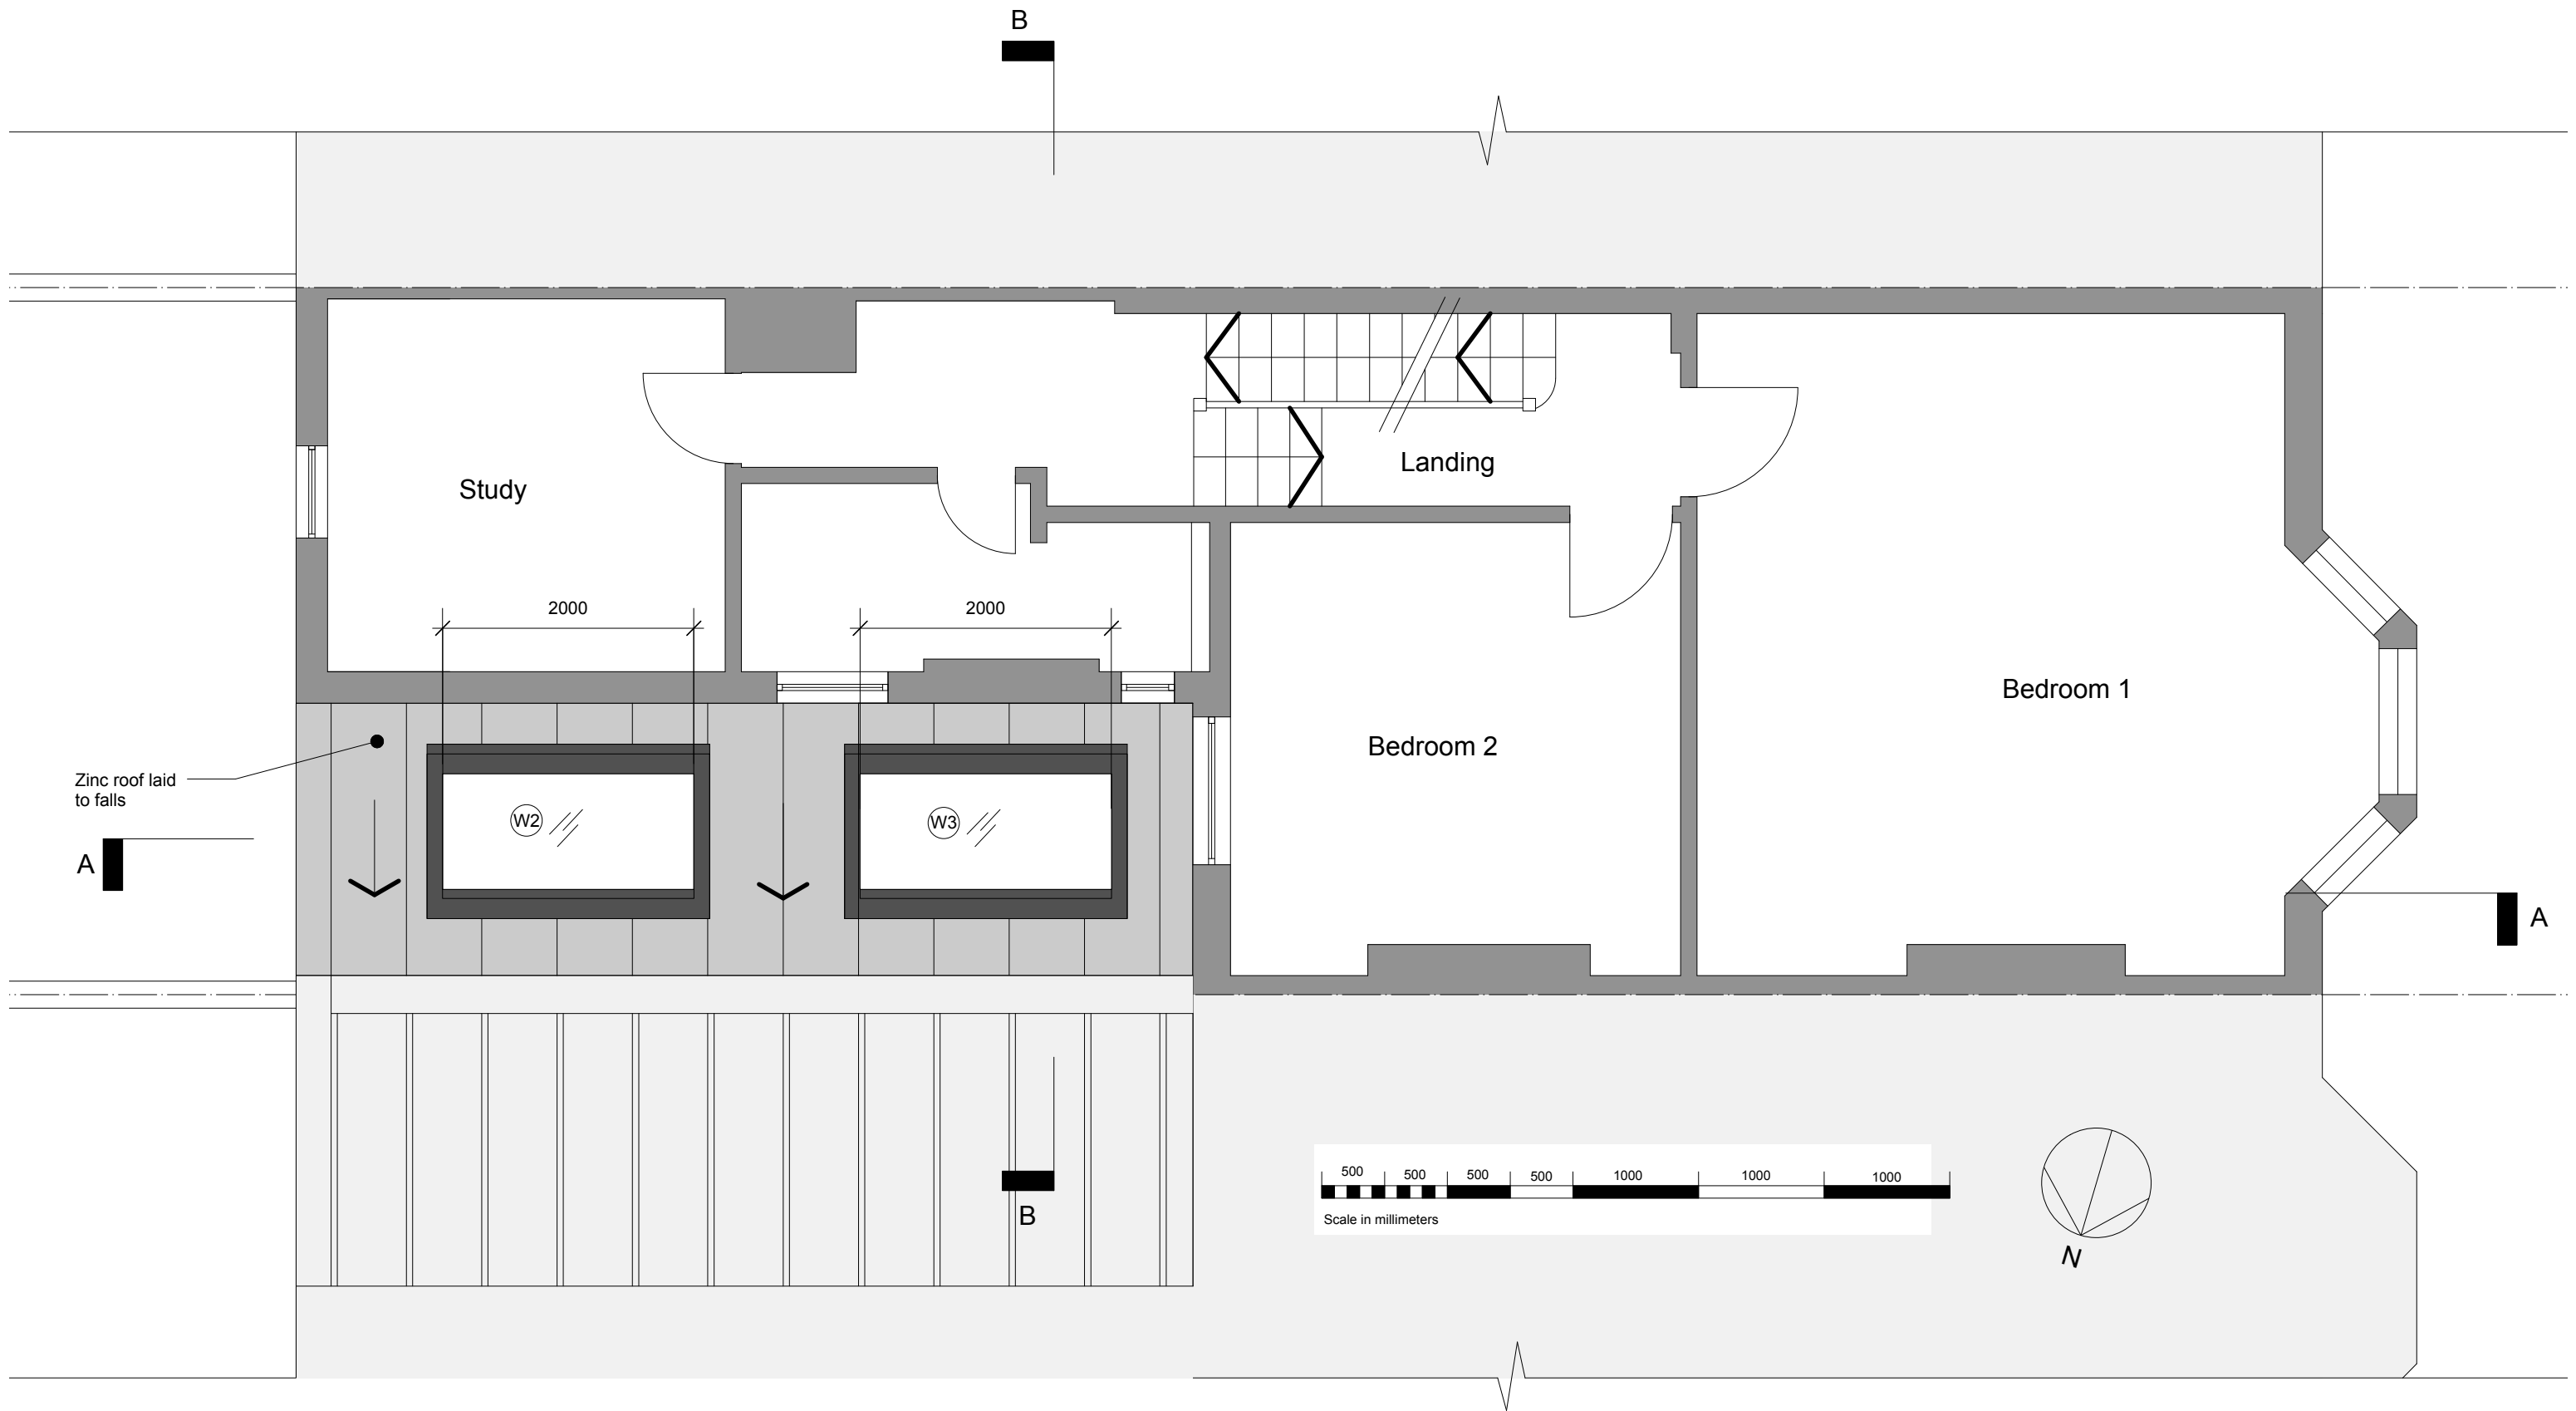 B
Study
Landing
2000
2000
Bedroom 1
Bedroom 2
Zinc roof laid
to falls
W2
W3
A
A
500
500
500
500
1000
1000
1000
Scale in millimeters
B
N